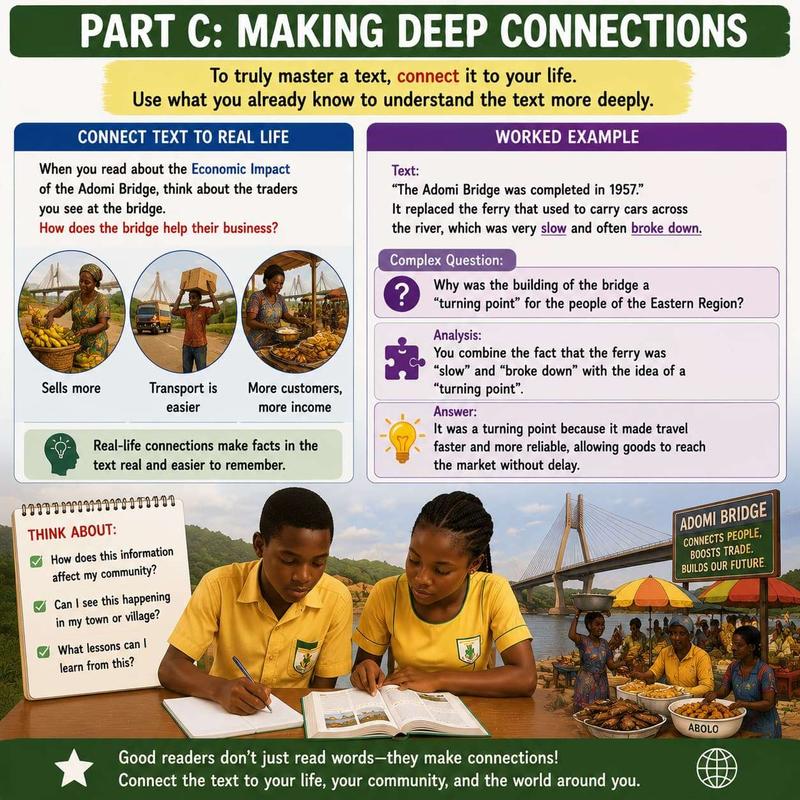 PART C: MAKING DEEP CONNECTIONS
To truly master a text, connect it to your life.
Use what you already know to understand the text more deeply.
CONNECT TEXT TO REAL LIFE
When you read about the Economic Impact
of the Adomi Bridge, think about the traders
you see at the bridge.
How does the bridge help their business?
Sells more
Transport is
easier
More customers,
more income
Real-life connections make facts in the
text real and easier to remember.
WORKED EXAMPLE
Text:
“The Adomi Bridge was completed in 1957.”
It replaced the ferry that used to carry cars across
the river, which was very slow and often broke down.
Complex Question:
?
Why was the building of the bridge a
“turning point” for the people of the Eastern Region?
Analysis:
You combine the fact that the ferry was
“slow” and “broke down” with the idea of a
“turning point”.
Answer:
It was a turning point because it made travel
faster and more reliable, allowing goods to reach
the market without delay.
THINK ABOUT:
How does this information
affect my community?
Can I see this happening
in my town or village?
What lessons can I
learn from this?
ADOMI BRIDGE
CONNECTS PEOPLE,
BOOSTS TRADE.
BUILDS OUR FUTURE.
ABOLO
Good readers don’t just read words—they make connections!
Connect the text to your life, your community, and the world around you.